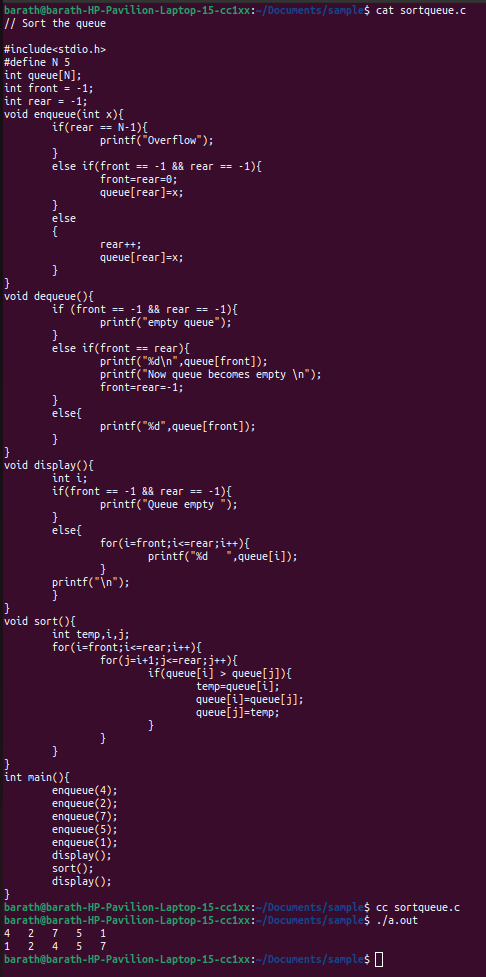 barath@barath-HP-Pavilion-Laptop-15-cc1xx:~/Documents/sample$ cat sortqueue.c
// Sort the queue

#include<stdio.h>
#define N 5
int queue[N];
int front = -1;
int rear = -1;
void enqueue(int x){
        if(rear == N-1){
                printf("Overflow");
        }
        else if(front == -1 && rear == -1){
                front=rear=0;
                queue[rear]=x;
        }
        else
        {
                rear++;
                queue[rear]=x;
        }
}
void dequeue(){
        if (front == -1 && rear == -1){
                printf("empty queue");
        }
        else if(front == rear){
                printf("%d\n",queue[front]);
                printf("Now queue becomes empty \n");
                front=rear=-1;
        }
        else{
                printf("%d",queue[front]);
        }
}
void display(){
        int i;
        if(front == -1 && rear == -1){
                printf("Queue empty ");
        }
        else{
                for(i=front;i<=rear;i++){
                        printf("%d   ",queue[i]);
                }
        printf("\n");
        }
}
void sort(){
        int temp,i,j;
        for(i=front;i<=rear;i++){
                for(j=i+1;j<=rear;j++){
                        if(queue[i] > queue[j]){
                                temp=queue[i];
                                queue[i]=queue[j];
                                queue[j]=temp;
                        }
                }
        }
}
int main(){
        enqueue(4);
        enqueue(2);
        enqueue(7);
        enqueue(5);
        enqueue(1);
        display();
        sort();
        display();
}
barath@barath-HP-Pavilion-Laptop-15-cc1xx:~/Documents/sample$ cc sortqueue.c
barath@barath-HP-Pavilion-Laptop-15-cc1xx:~/Documents/sample$ ./a.out
4   2   7   5   1
1   2   4   5   7
barath@barath-HP-Pavilion-Laptop-15-cc1xx:~/Documents/sample$